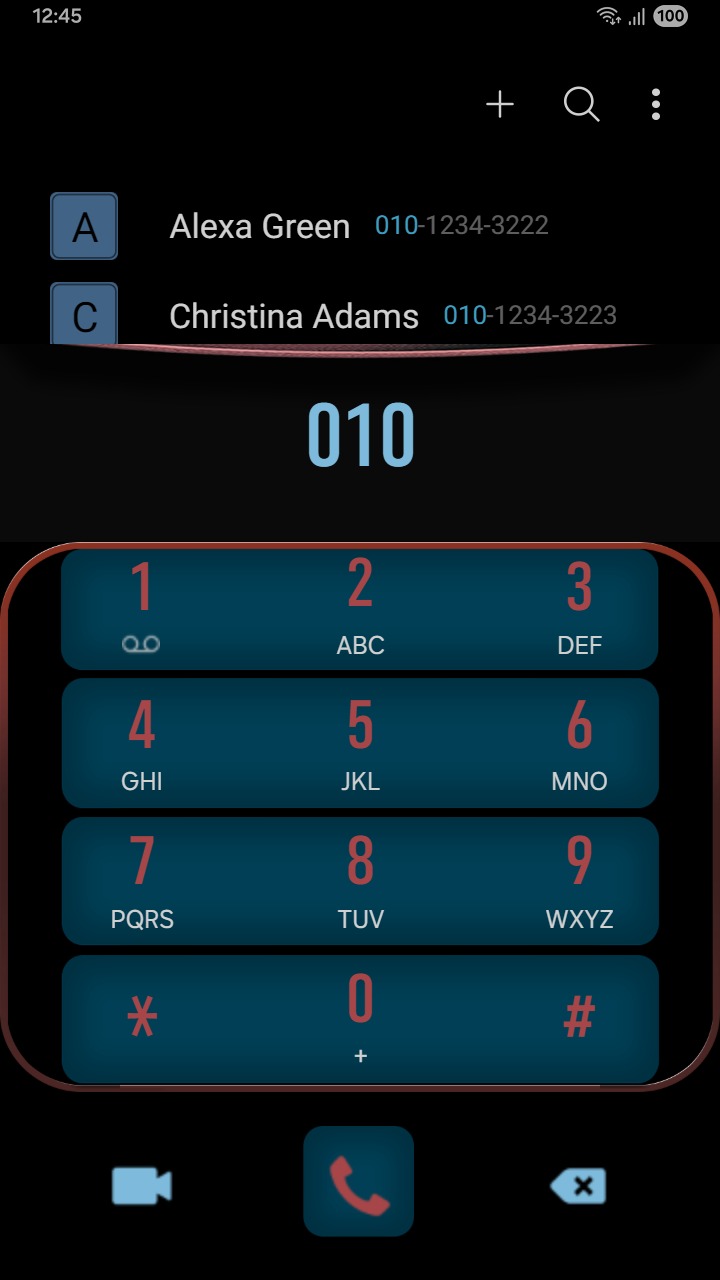 12:45 100
A Alexa Green 010-1234-3222
C Christina Adams 010-1234-3223
010
1 2 3
ABC DEF
4 5 6
GHI JKL MNO
7 8 9
PQRS TUV WXYZ
* 0 #
+